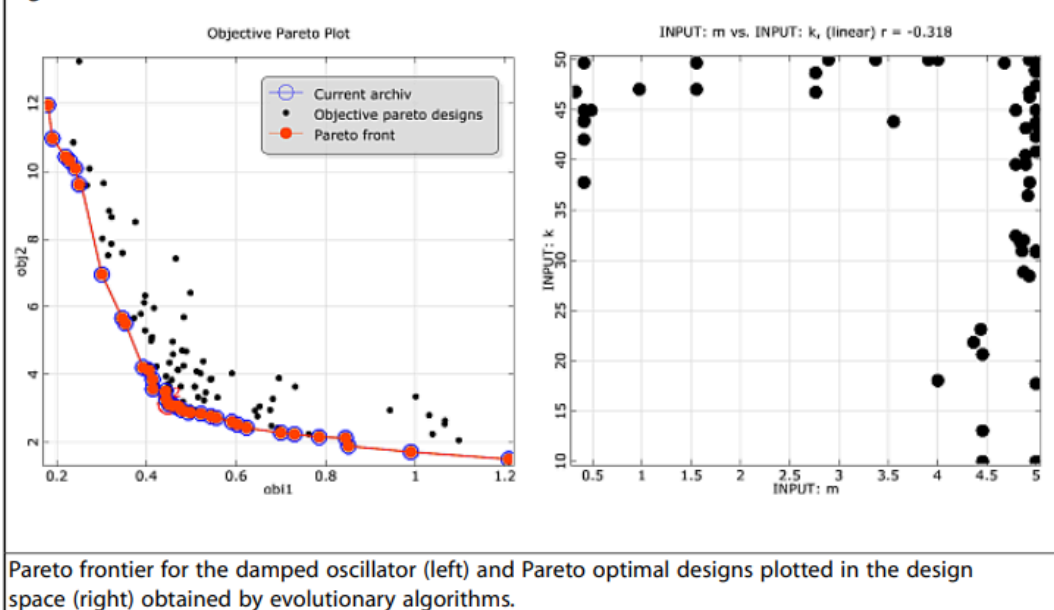 Objective Pareto Plot
Current archiv
Objective pareto designs
Pareto front
12
10
8
6
4
2
obj2
0.2 0.4 0.6 0.8 1 1.2
obj1
INPUT: m vs. INPUT: k, (linear) r = -0.318
50
45
40
35
30
25
20
15
10
INPUT: k
0.5 1 1.5 2 2.5 3 3.5 4 4.5 5
INPUT: m
Pareto frontier for the damped oscillator (left) and Pareto optimal designs plotted in the design
space (right) obtained by evolutionary algorithms.